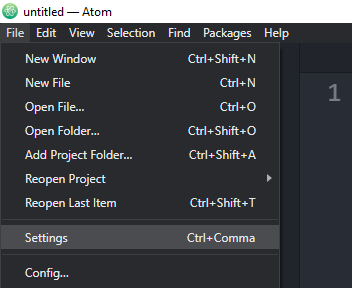 untitled — Atom
File Edit View Selection Find Packages Help
New Window Ctrl+Shift+N
New File Ctrl+N
Open File... Ctrl+O
Open Folder... Ctrl+Shift+O
Add Project Folder... Ctrl+Shift+A
Reopen Project
Reopen Last Item Ctrl+Shift+T
Settings Ctrl+Comma
Config...
1